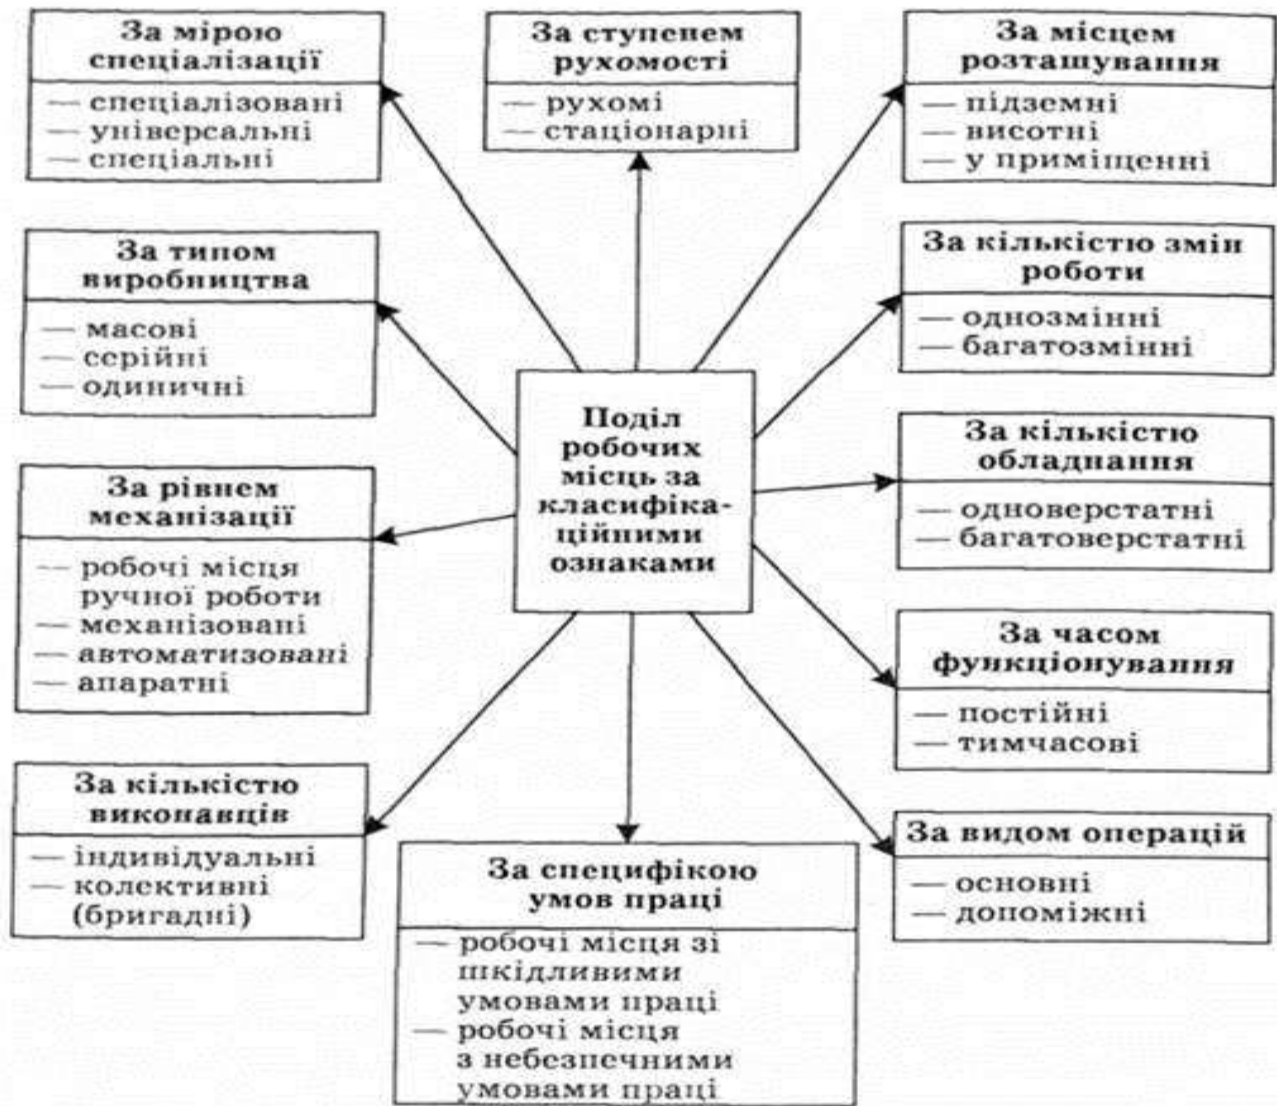 За мірою
спеціалізації
— спеціалізовані
— універсальні
— спеціальні
За ступенем
рухомості
— рухомі
— стаціонарні
За місцем
розташування
— підземні
— висотні
— у приміщенні
За типом
виробництва
— масові
— серійні
— одиничні
За кількістю змін
роботи
— однозмінні
— багатозмінні
Поділ
робочих
місць за
класифіка-
ційними
ознаками
За рівнем
механізації
— робочі місця
ручної роботи
— механізовані
— автоматизовані
— апаратні
За кількістю
обладнання
— одноверстатні
— багатоверстатні
За часом
функціонування
— постійні
— тимчасові
За кількістю
виконавців
— індивідуальні
— колективні
(бригадні)
За специфікою
умов праці
— робочі місця зі
шкідливими
умовами праці
— робочі місця
з небезпечними
умовами праці
За видом операцій
— основні
— допоміжні